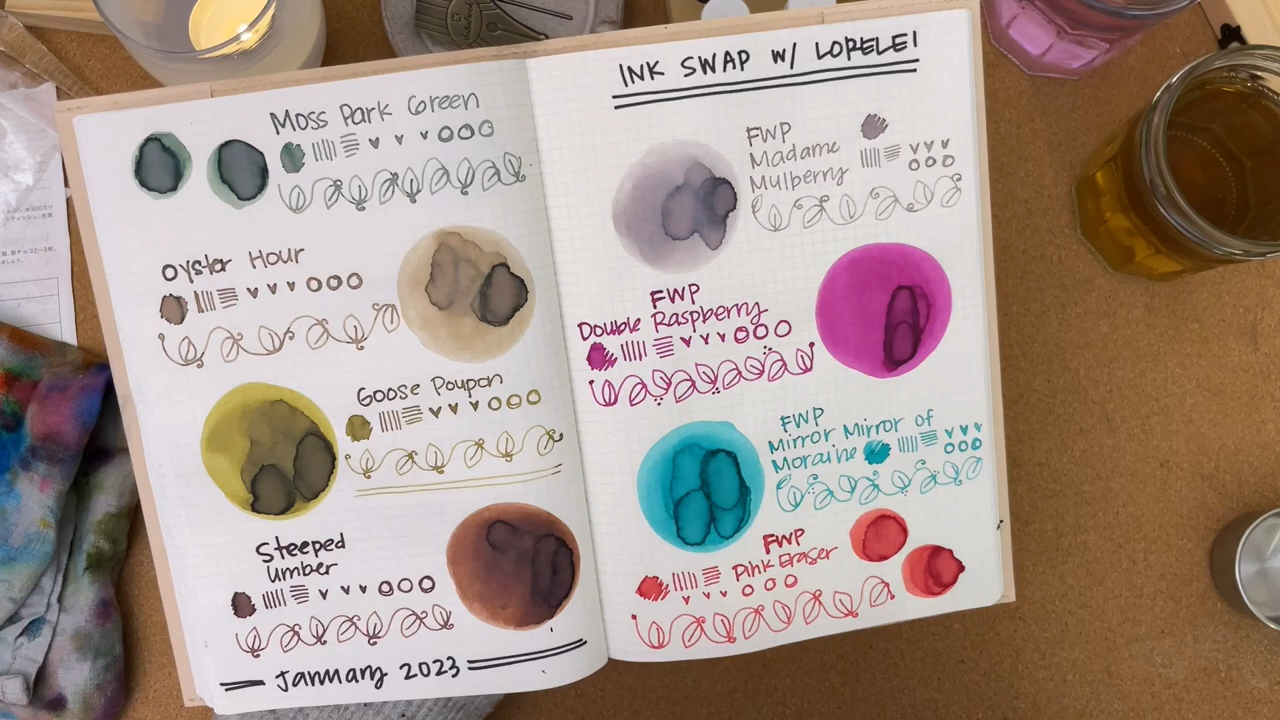 Moss Park Green
Oyster Hour
Goose Poupon
Steeped
umber
January 2023
INK SWAP W/ LORELEI
FWP
Madame
Mulberry
FWP
Double Raspberry
FWP
Mirror Mirror of
Moraine
FWP
Pink Eraser